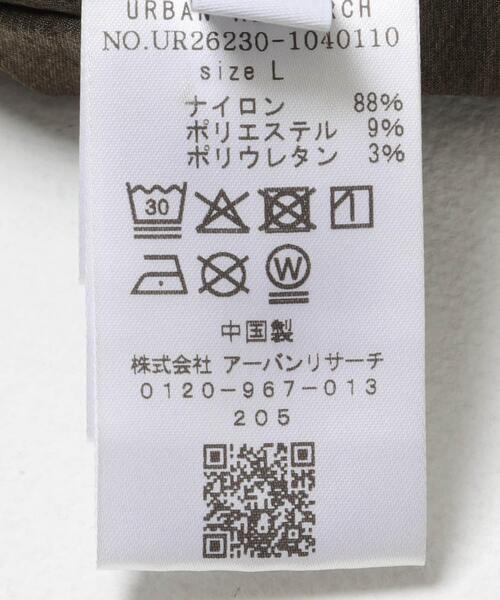 URBAN
NO.UR26230-1040110
size L
ナイロン 88%
ポリエステル 9%
ポリウレタン 3%
30
W
中国製
株式会社 アーバンリサーチ
0120-967-013
205